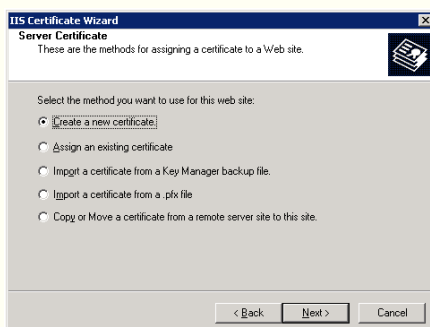 IIS Certificate Wizard
Server Certificate
These are the methods for assigning a certificate to a Web site.
Select the method you want to use for this web site:
Create a new certificate.
Assign an existing certificate
Import a certificate from a Key Manager backup file.
Import a certificate from a .pfx file
Copy or Move a certificate from a remote server site to this site.
< Back
Next >
Cancel